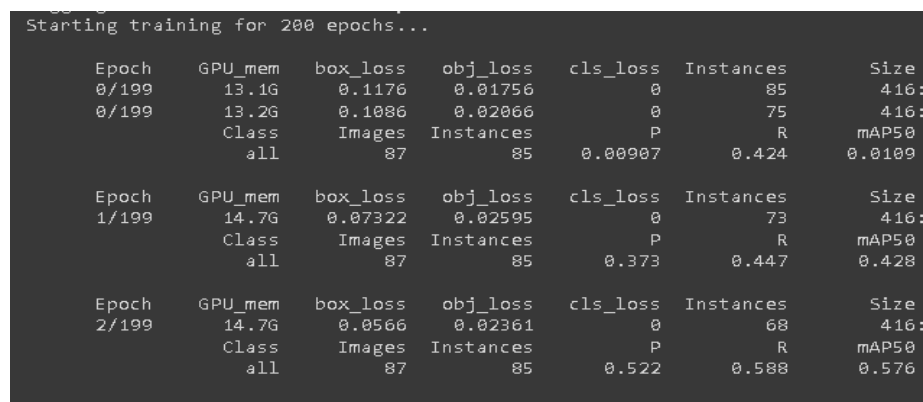 Starting training for 200 epochs...
Epoch GPU_mem box_loss obj_loss cls_loss Instances Size
0/199 13.1G 0.1176 0.01756 0 85 416:
0/199 13.2G 0.1086 0.02066 0 75 416:
Class Images Instances P R mAP50
all 87 85 0.00907 0.424 0.0109
Epoch GPU_mem box_loss obj_loss cls_loss Instances Size
1/199 14.7G 0.07322 0.02595 0 73 416:
Class Images Instances P R mAP50
all 87 85 0.373 0.447 0.428
Epoch GPU_mem box_loss obj_loss cls_loss Instances Size
2/199 14.7G 0.0566 0.02361 0 68 416:
Class Images Instances P R mAP50
all 87 85 0.522 0.588 0.576